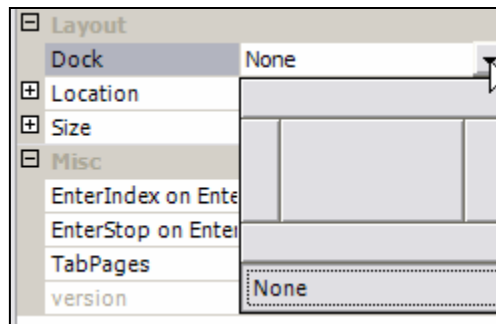 Layout
Dock None
Location
Size
Misc
EnterIndex on Ente
EnterStop on Enter
TabPages
None
version